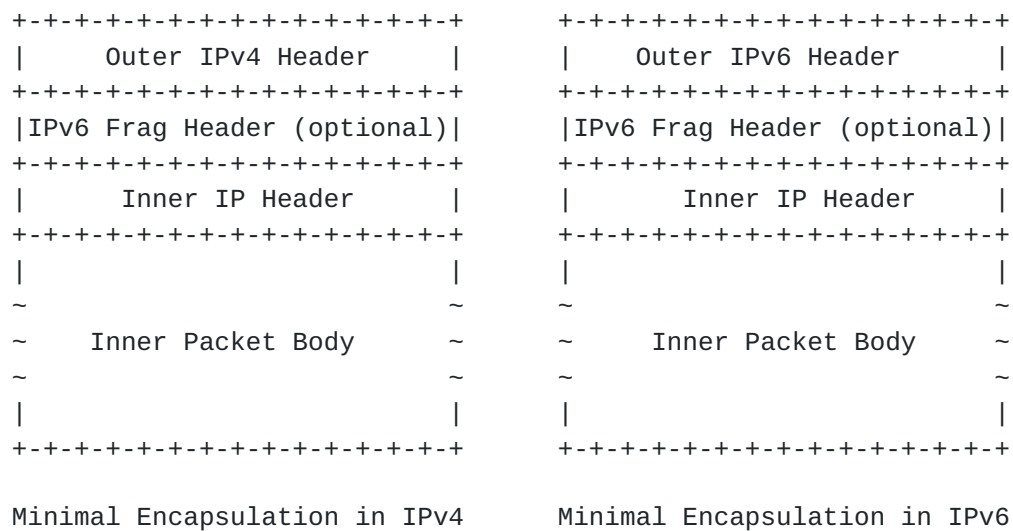 +-+-+-+-+-+-+-+-+-+-+-+-+-+-+      +-+-+-+-+-+-+-+-+-+-+-+-+-+-+
|     Outer IPv4 Header     |      |    Outer IPv6 Header      |
+-+-+-+-+-+-+-+-+-+-+-+-+-+-+      +-+-+-+-+-+-+-+-+-+-+-+-+-+-+
|IPv6 Frag Header (optional)|      |IPv6 Frag Header (optional)|
+-+-+-+-+-+-+-+-+-+-+-+-+-+-+      +-+-+-+-+-+-+-+-+-+-+-+-+-+-+
|      Inner IP Header      |      |       Inner IP Header     |
+-+-+-+-+-+-+-+-+-+-+-+-+-+-+      +-+-+-+-+-+-+-+-+-+-+-+-+-+-+
|                           |      |                           |
~                           ~      ~                           ~
~    Inner Packet Body      ~      ~     Inner Packet Body     ~
~                           ~      ~                           ~
|                           |      |                           |
+-+-+-+-+-+-+-+-+-+-+-+-+-+-+      +-+-+-+-+-+-+-+-+-+-+-+-+-+-+
Minimal Encapsulation in IPv4      Minimal Encapsulation in IPv6